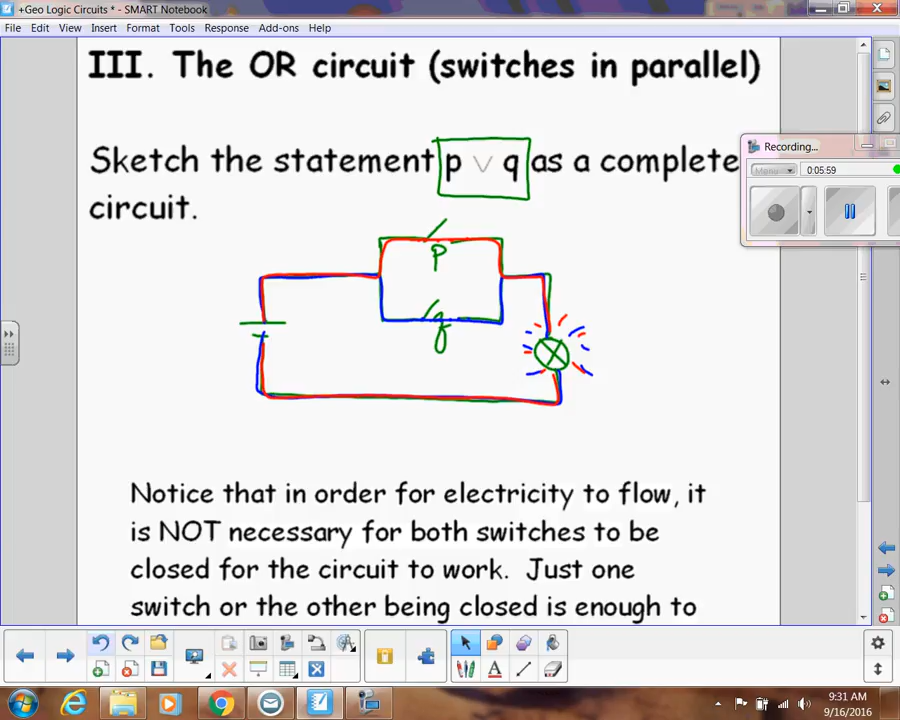 +Geo Logic Circuits * - SMART Notebook
File Edit View Insert Format Tools Response Add-ons Help
III. The OR circuit (switches in parallel)
Sketch the statement p ∨ q as a complete
circuit.
Recording...
Menu
0:05:59
p
q
Notice that in order for electricity to flow, it
is NOT necessary for both switches to be
closed for the circuit to work. Just one
switch or the other being closed is enough to
9:31 AM
9/16/2016